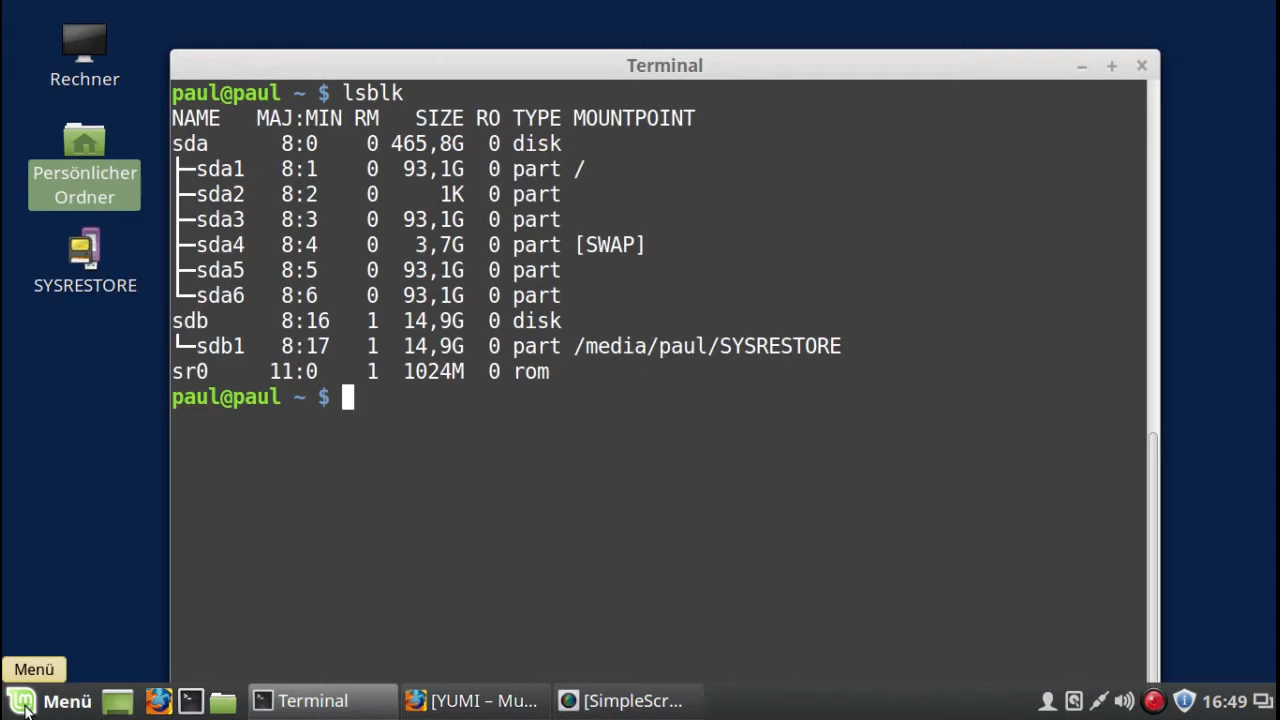 Rechner
Persönlicher
Ordner
SYSRESTORE
Terminal
paul@paul ~ $ lsblk
NAME   MAJ:MIN RM   SIZE RO TYPE MOUNTPOINT
sda      8:0    0 465,8G  0 disk
├─sda1   8:1    0  93,1G  0 part /
├─sda2   8:2    0     1K  0 part
├─sda3   8:3    0  93,1G  0 part
├─sda4   8:4    0   3,7G  0 part [SWAP]
├─sda5   8:5    0  93,1G  0 part
└─sda6   8:6    0  93,1G  0 part
sdb      8:16   1  14,9G  0 disk
└─sdb1   8:17   1  14,9G  0 part /media/paul/SYSRESTORE
sr0     11:0    1  1024M  0 rom
paul@paul ~ $
Menü
Menü Terminal [YUMI – Mu... [SimpleScr... 16:49